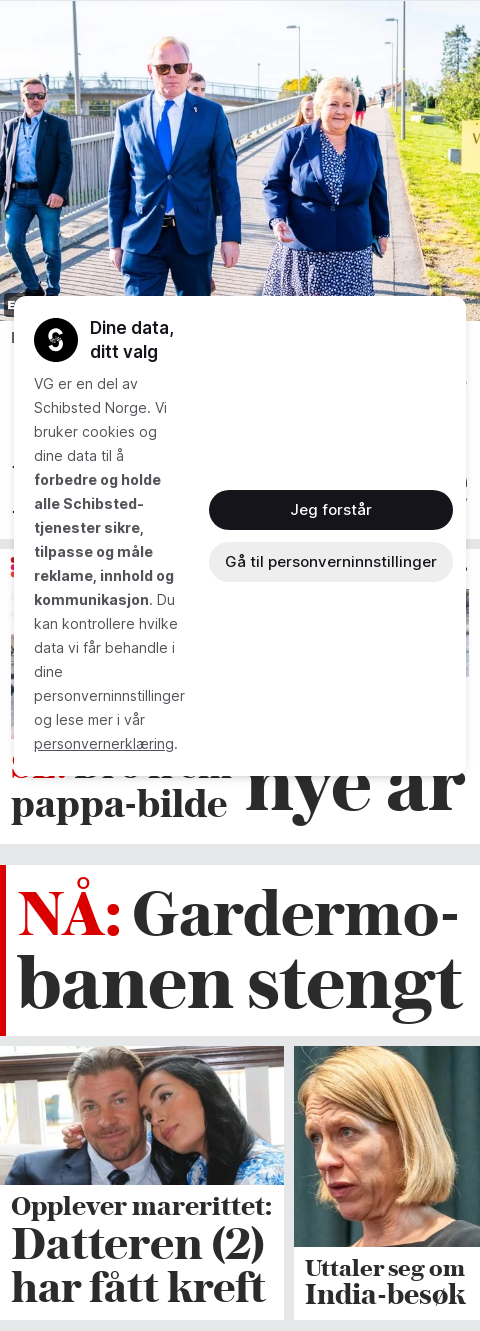 Dine data,
ditt valg
VG er en del av
Schibsted Norge. Vi
bruker cookies og
dine data til å
forbedre og holde
alle Schibsted-
tjenester sikre,
tilpasse og måle
reklame, innhold og
kommunikasjon. Du
kan kontrollere hvilke
data vi får behandle i
dine
personverninnstillinger
og lese mer i vår
personvernerklæring.
Jeg forstår
Gå til personverninnstillinger
pappa-bilde
nye år
NÅ: Gardermo-
banen stengt
Opplever marerittet:
Datteren (2)
har fått kreft
Uttaler seg om
India-besøk